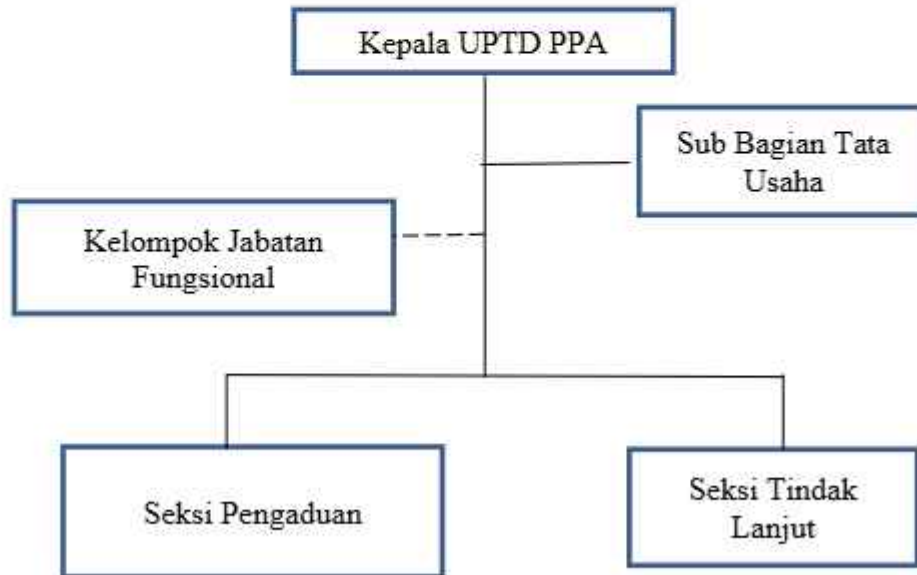 Kepala UPTD PPA
Sub Bagian Tata
Usaha
Kelompok Jabatan
Fungsional
Seksi Pengaduan
Seksi Tindak
Lanjut